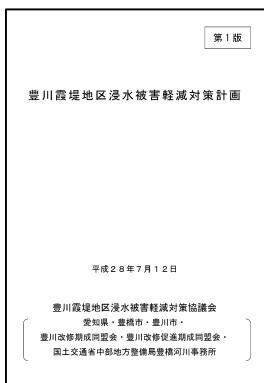 第1版
豊川霞堤地区浸水被害軽減対策計画
平成28年7月12日
豊川霞堤地区浸水被害軽減対策協議会
愛知県・豊橋市・豊川市・
豊川改修期成同盟会・豊川改修促進期成同盟会・
国土交通省中部地方整備局豊橋河川事務所